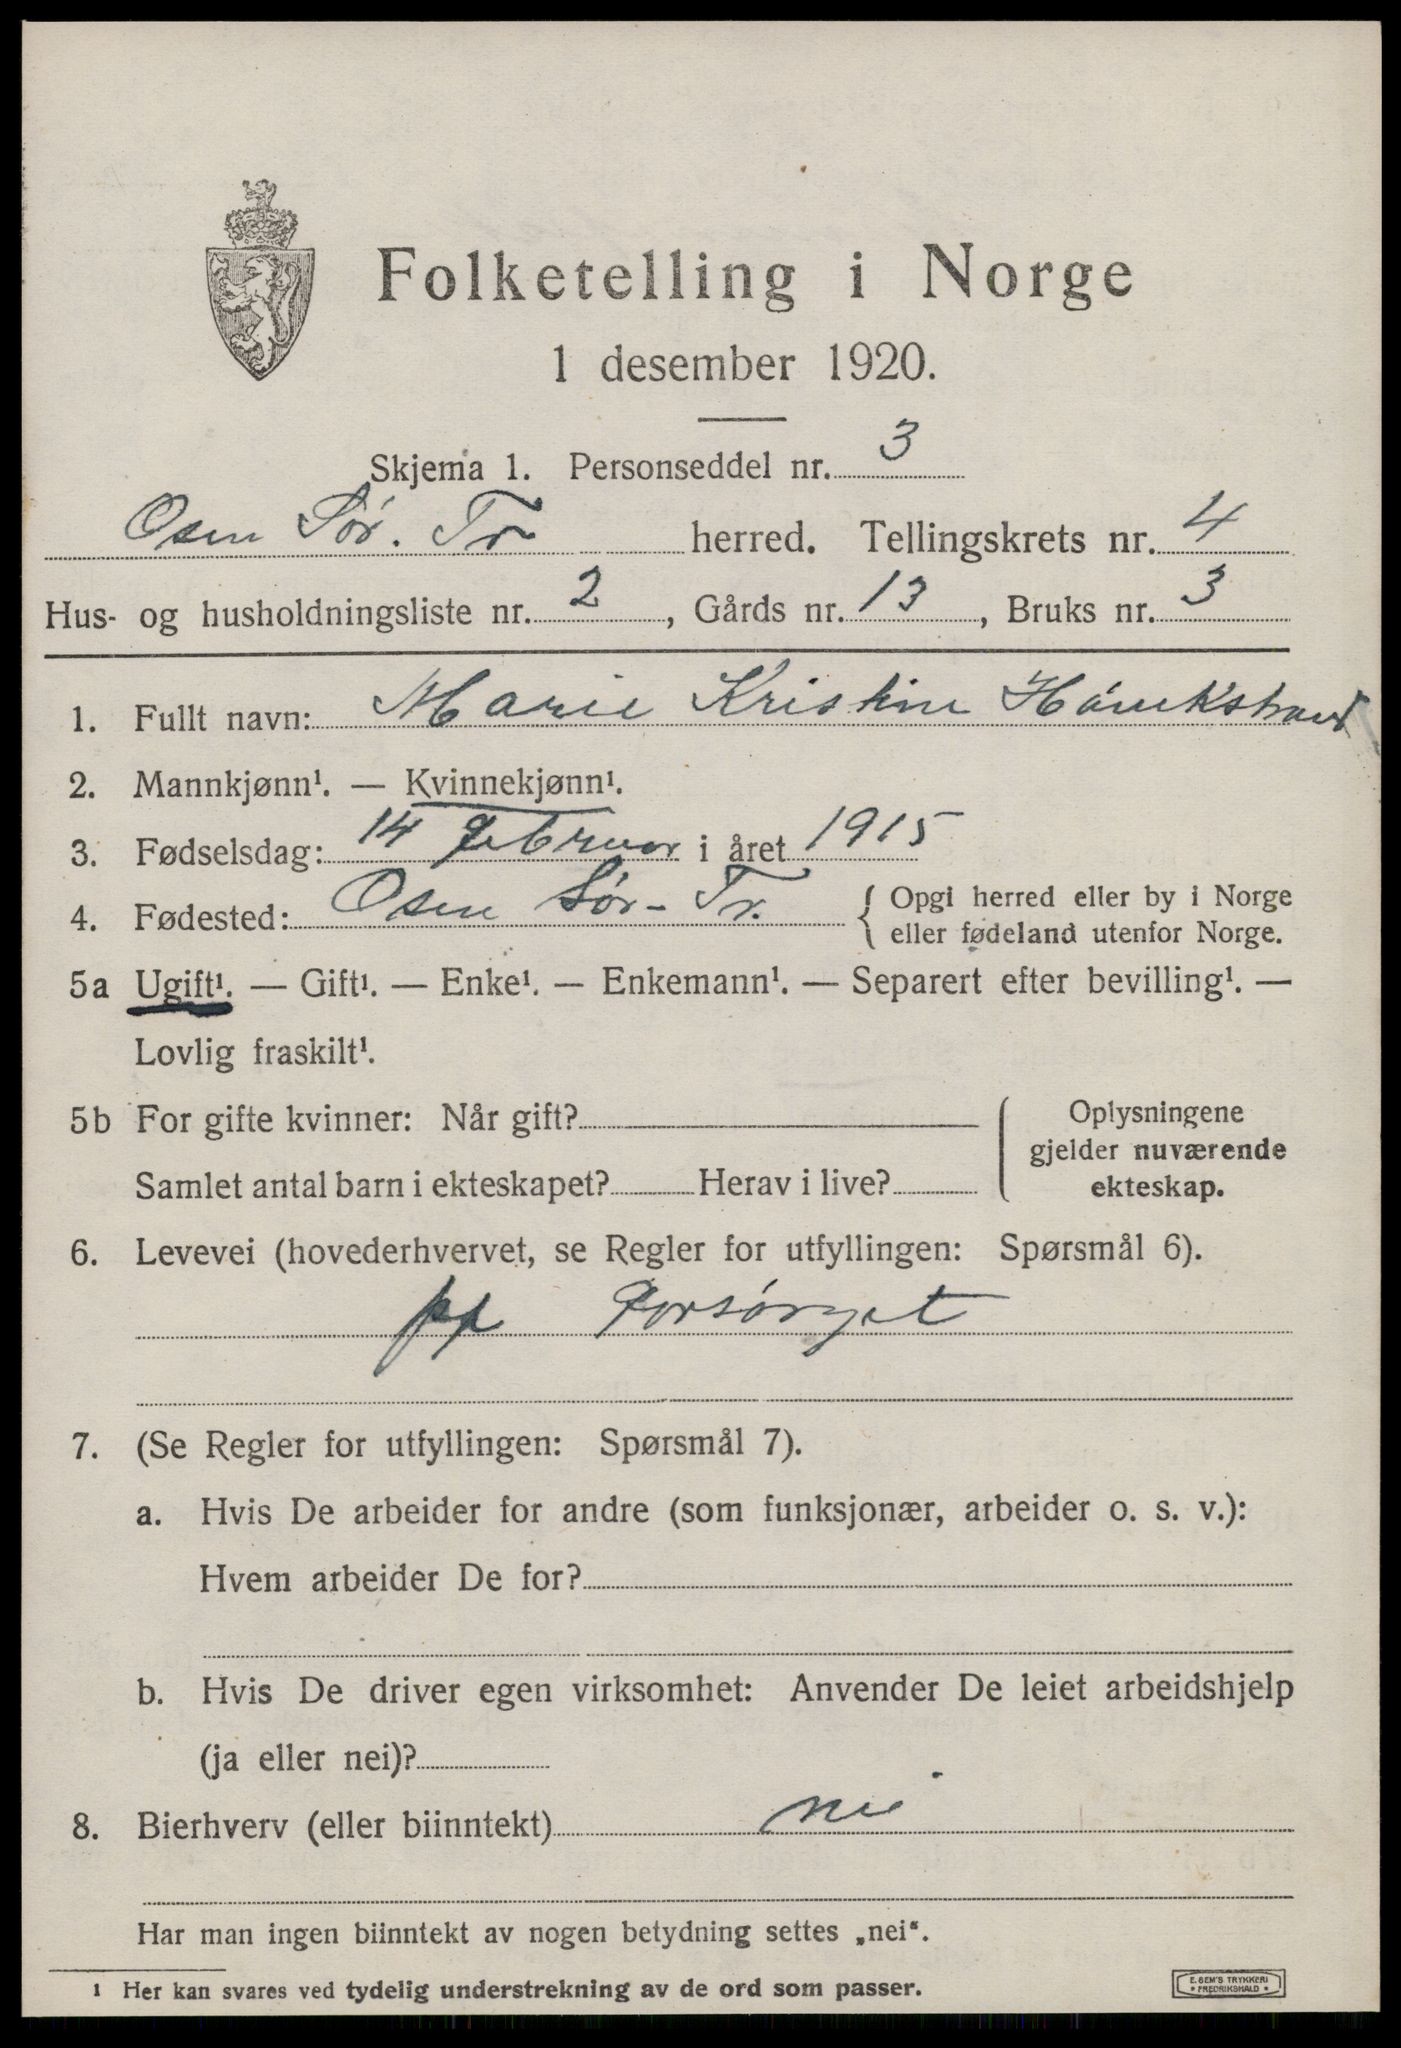 Folketelling i Norge
1 desember 1920.
Skjema 1. Personseddel nr. 3
Osen Sør. Tr herred. Tellingskrets nr. 4
Hus- og husholdningsliste nr. 2, Gårds nr. 13, Bruks nr. 3
1. Fullt navn: Marie Kristine
2. Mannkjønn¹. — Kvinnekjønn¹.
3. Fødselsdag: 14 Februar i året 1915
4. Fødested: Osen Sør-Tr. { Opgi herred eller by i Norge
eller fødeland utenfor Norge.
5a Ugift¹. — Gift¹. — Enke¹. — Enkemann¹. — Separert efter bevilling¹. —
Lovlig fraskilt¹.
5b For gifte kvinner: Når gift?
Samlet antal barn i ekteskapet? Herav i live?
Oplysningene
gjelder nuværende
ekteskap.
6. Levevei (hovederhvervet, se Regler for utfyllingen: Spørsmål 6).
Forsørget
7. (Se Regler for utfyllingen: Spørsmål 7).
a. Hvis De arbeider for andre (som funksjonær, arbeider o. s. v.):
Hvem arbeider De for?
b. Hvis De driver egen virksomhet: Anvender De leiet arbeidshjelp
(ja eller nei)?
8. Bierhverv (eller biinntekt) nei
Har man ingen biinntekt av nogen betydning settes „nei“.
1 Her kan svares ved tydelig understrekning av de ord som passer.
E. SEM'S TRYKKERI
* FREDRIKSHALD *